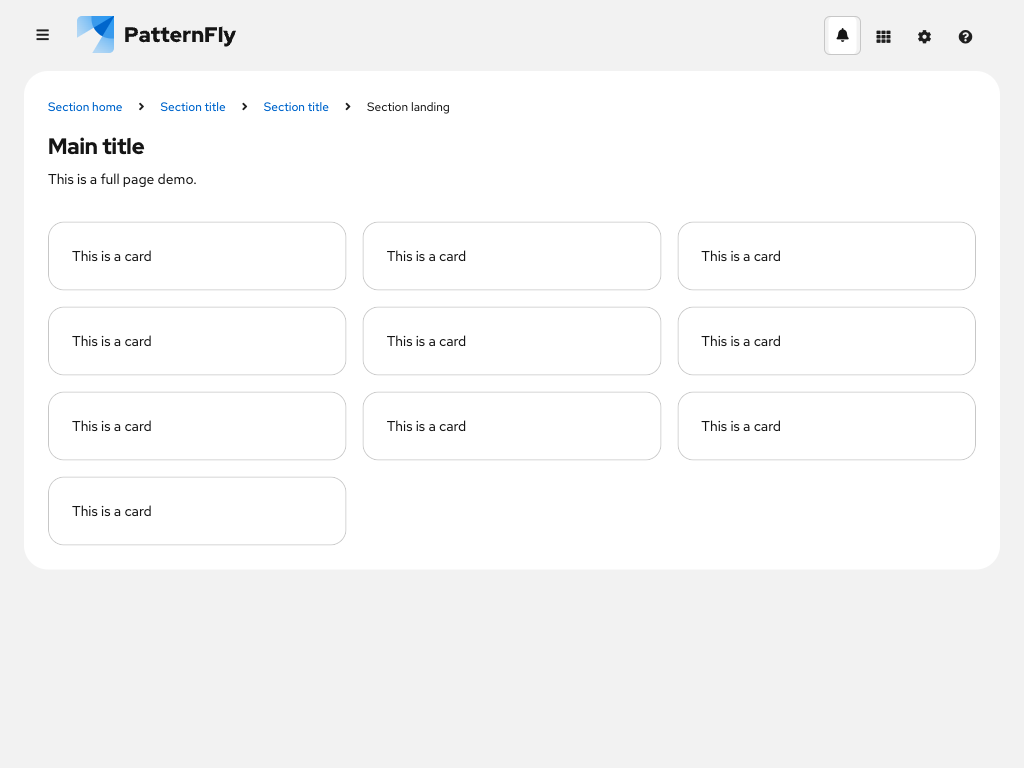 PatternFly
Section home Section title Section title Section landing
Main title
This is a full page demo.
This is a card This is a card This is a card
This is a card This is a card This is a card
This is a card This is a card This is a card
This is a card